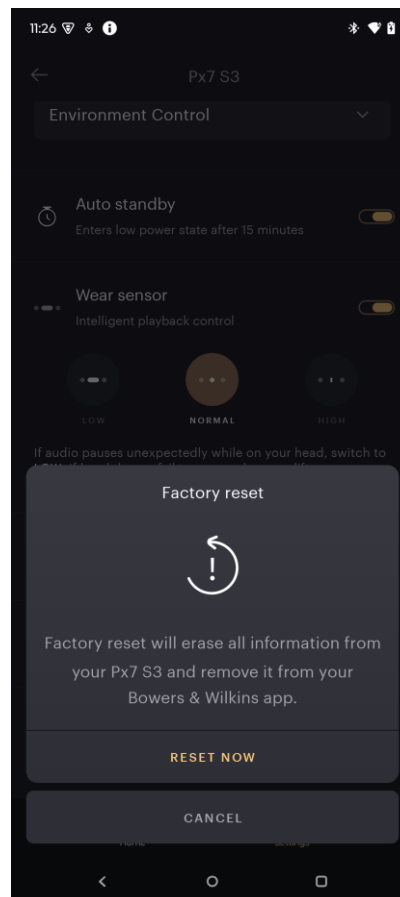 11:26
Px7 S3
Environment Control
Auto standby
Enters low power state after 15 minutes
Wear sensor
Intelligent playback control
LOW
NORMAL
HIGH
If audio pauses unexpectedly while on your head, switch to
Factory reset
Factory reset will erase all information from
your Px7 S3 and remove it from your
Bowers & Wilkins app.
RESET NOW
CANCEL